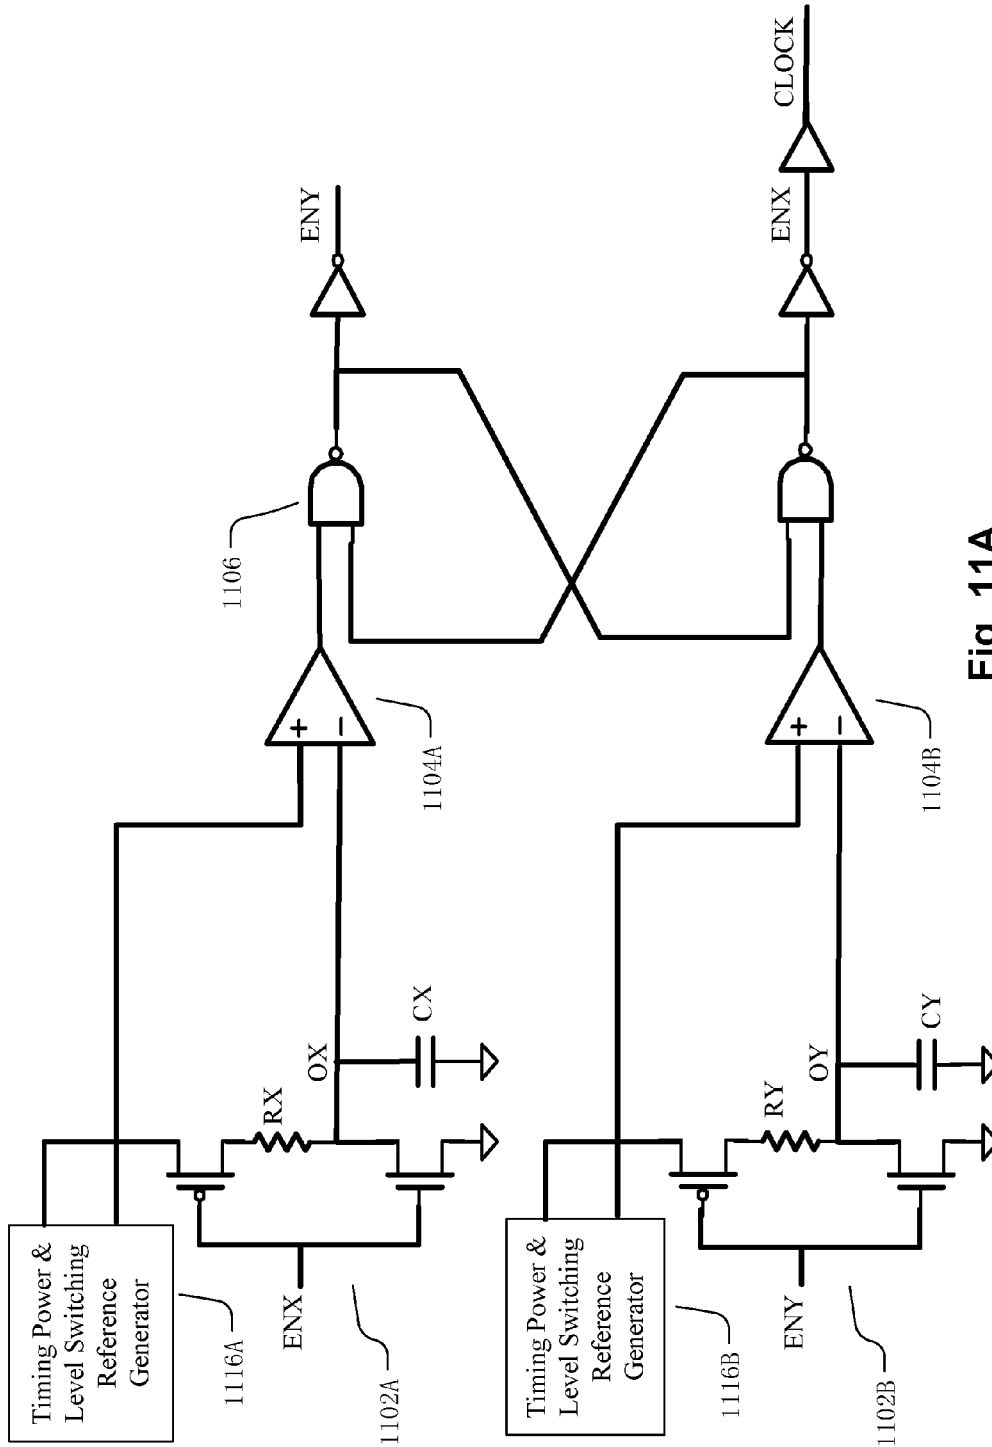 Timing Power &
Level Switching
Reference
Generator
1116A
ENX
1102A
RX
OX
CX
+
−
1104A
1106
ENY
Timing Power &
Level Switching
Reference
Generator
1116B
ENY
1102B
RY
OY
CY
+
−
1104B
ENX
CLOCK
Fig. 11A